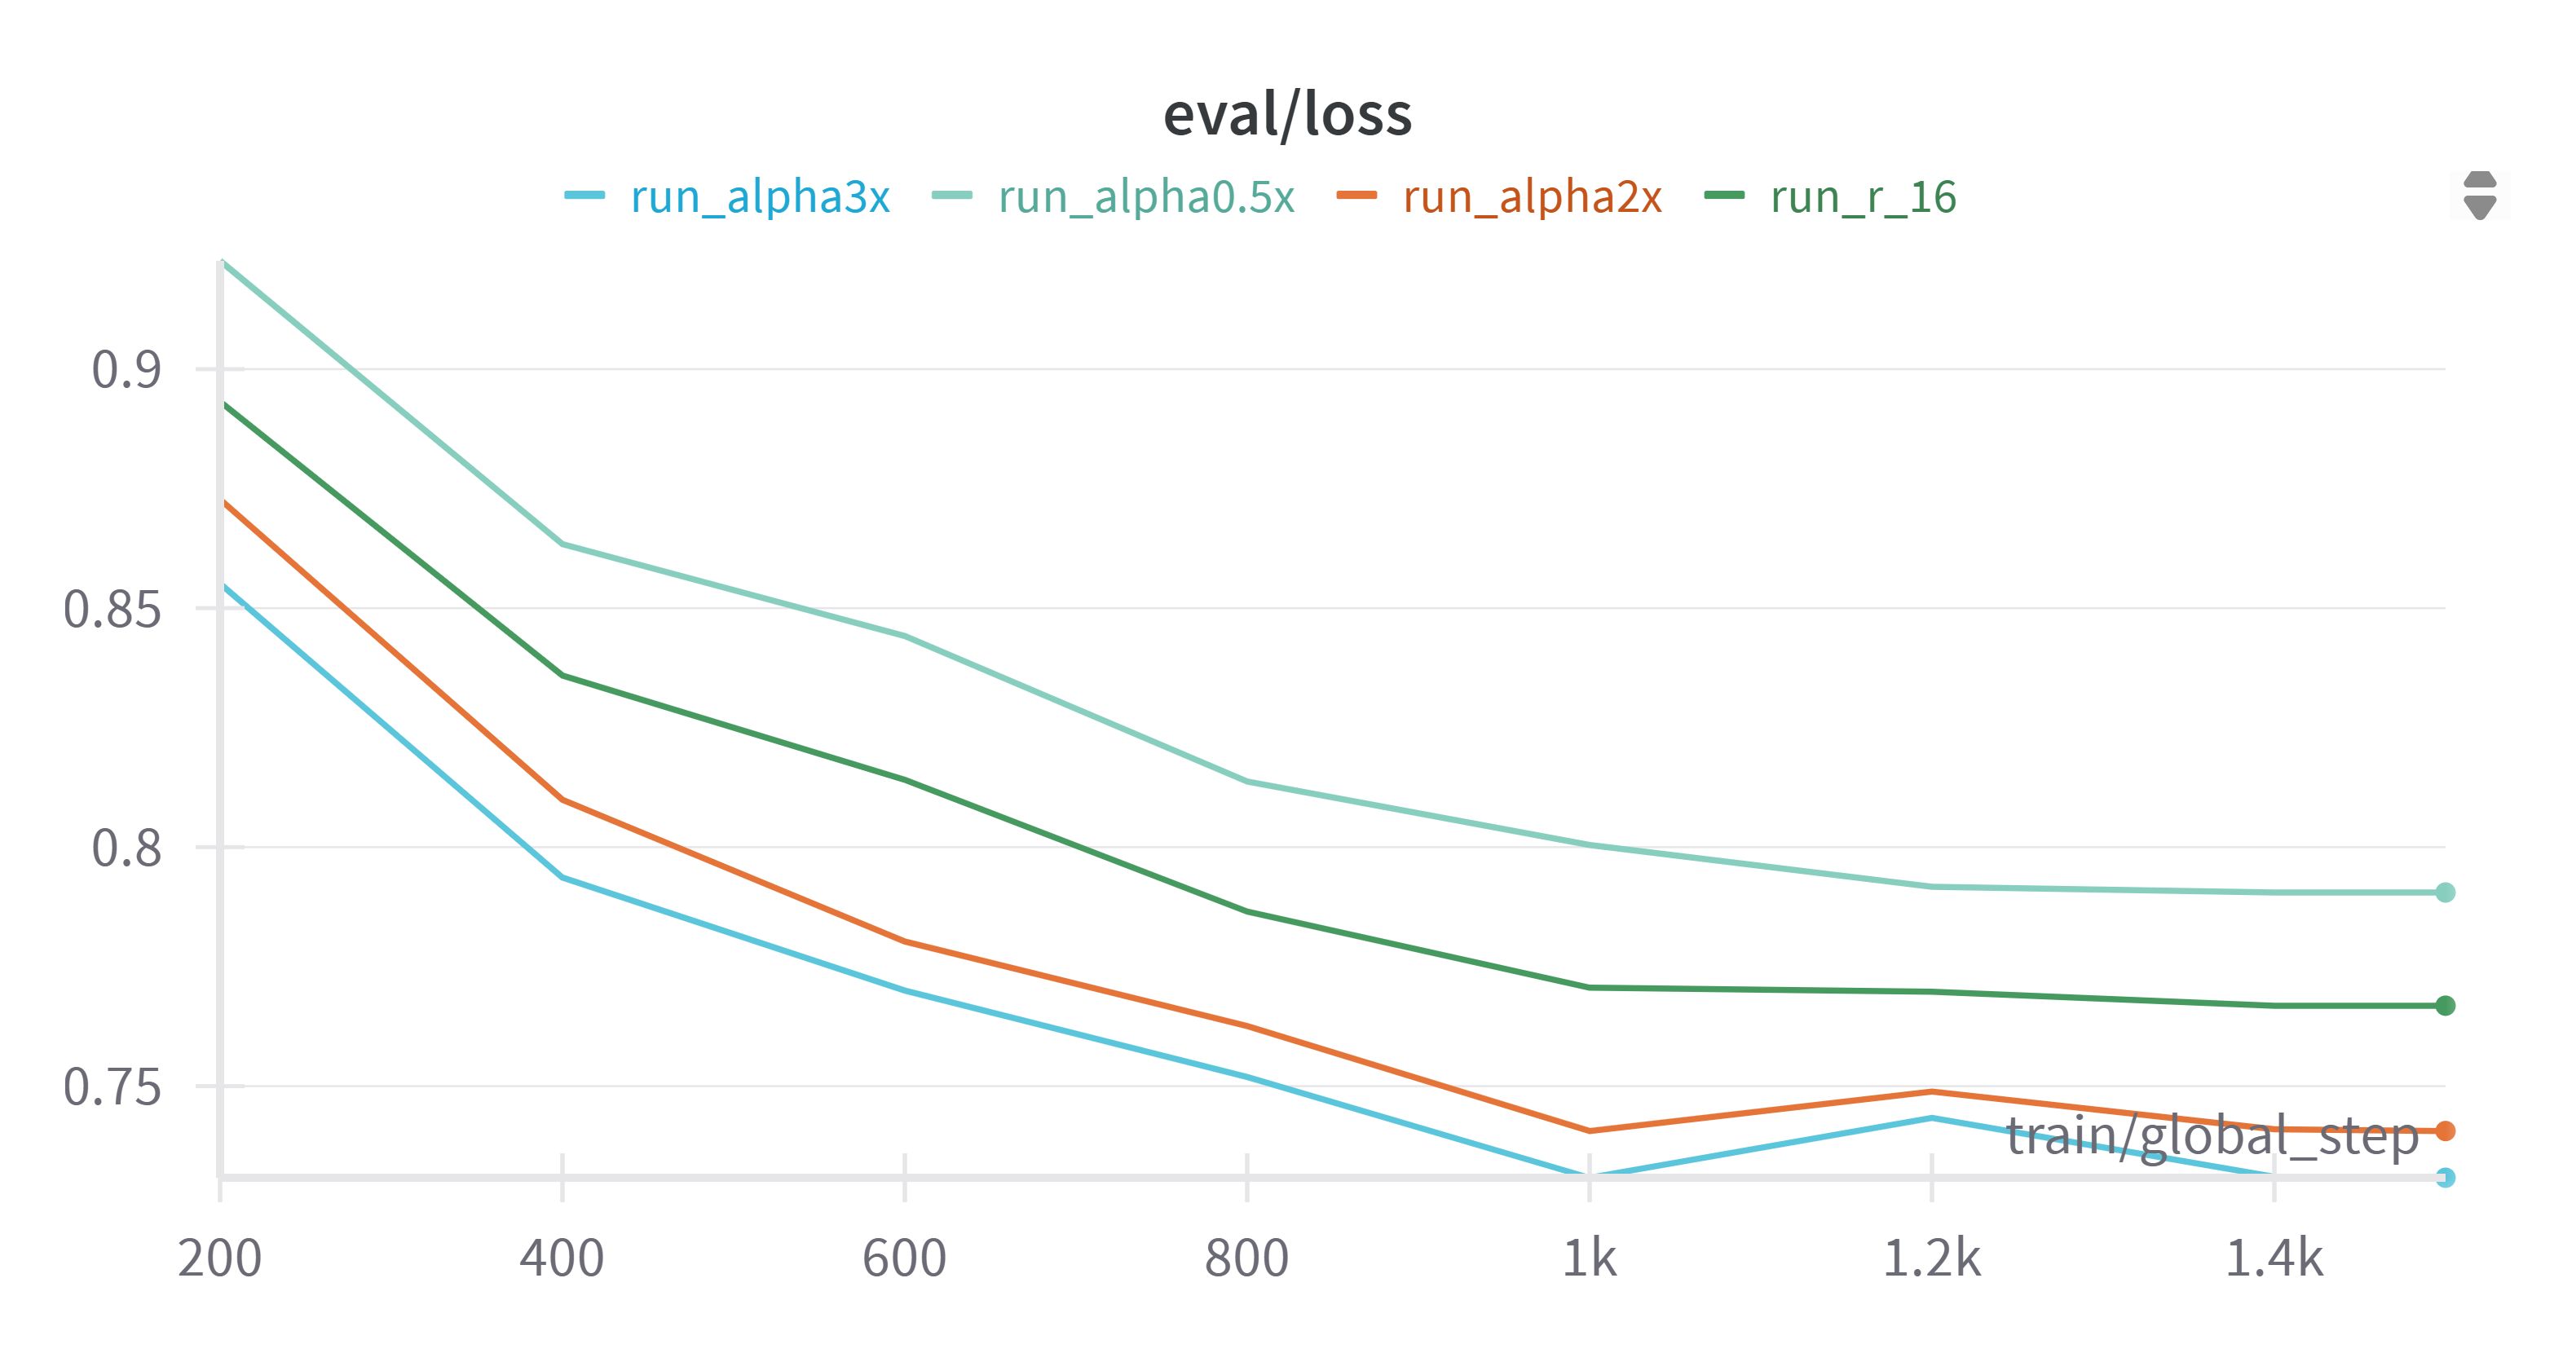 eval/loss
run_alpha3x run_alpha0.5x run_alpha2x run_r_16
0.9
0.85
0.8
0.75
train/global_step
200 400 600 800 1k 1.2k 1.4k